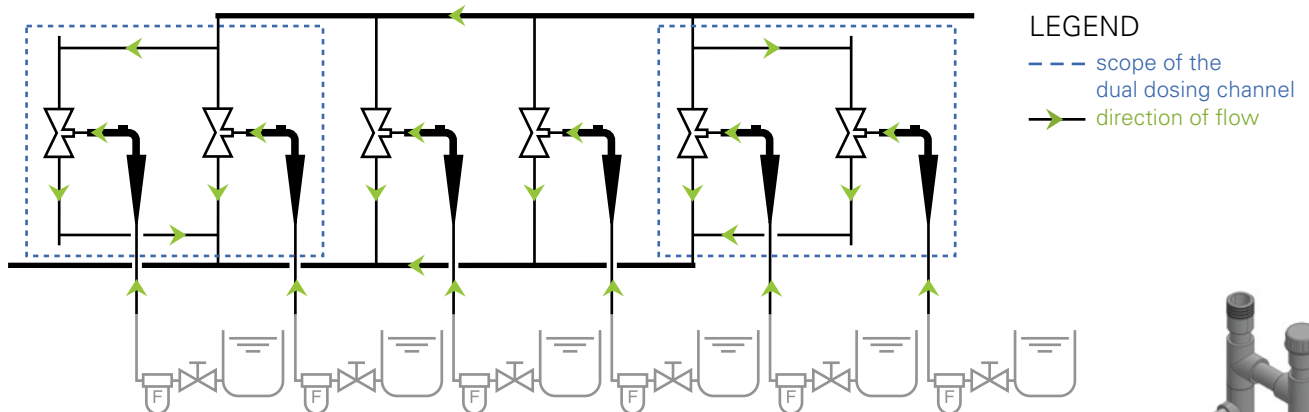 LEGEND
scope of the
dual dosing channel
direction of flow
F
F
F
F
F
F